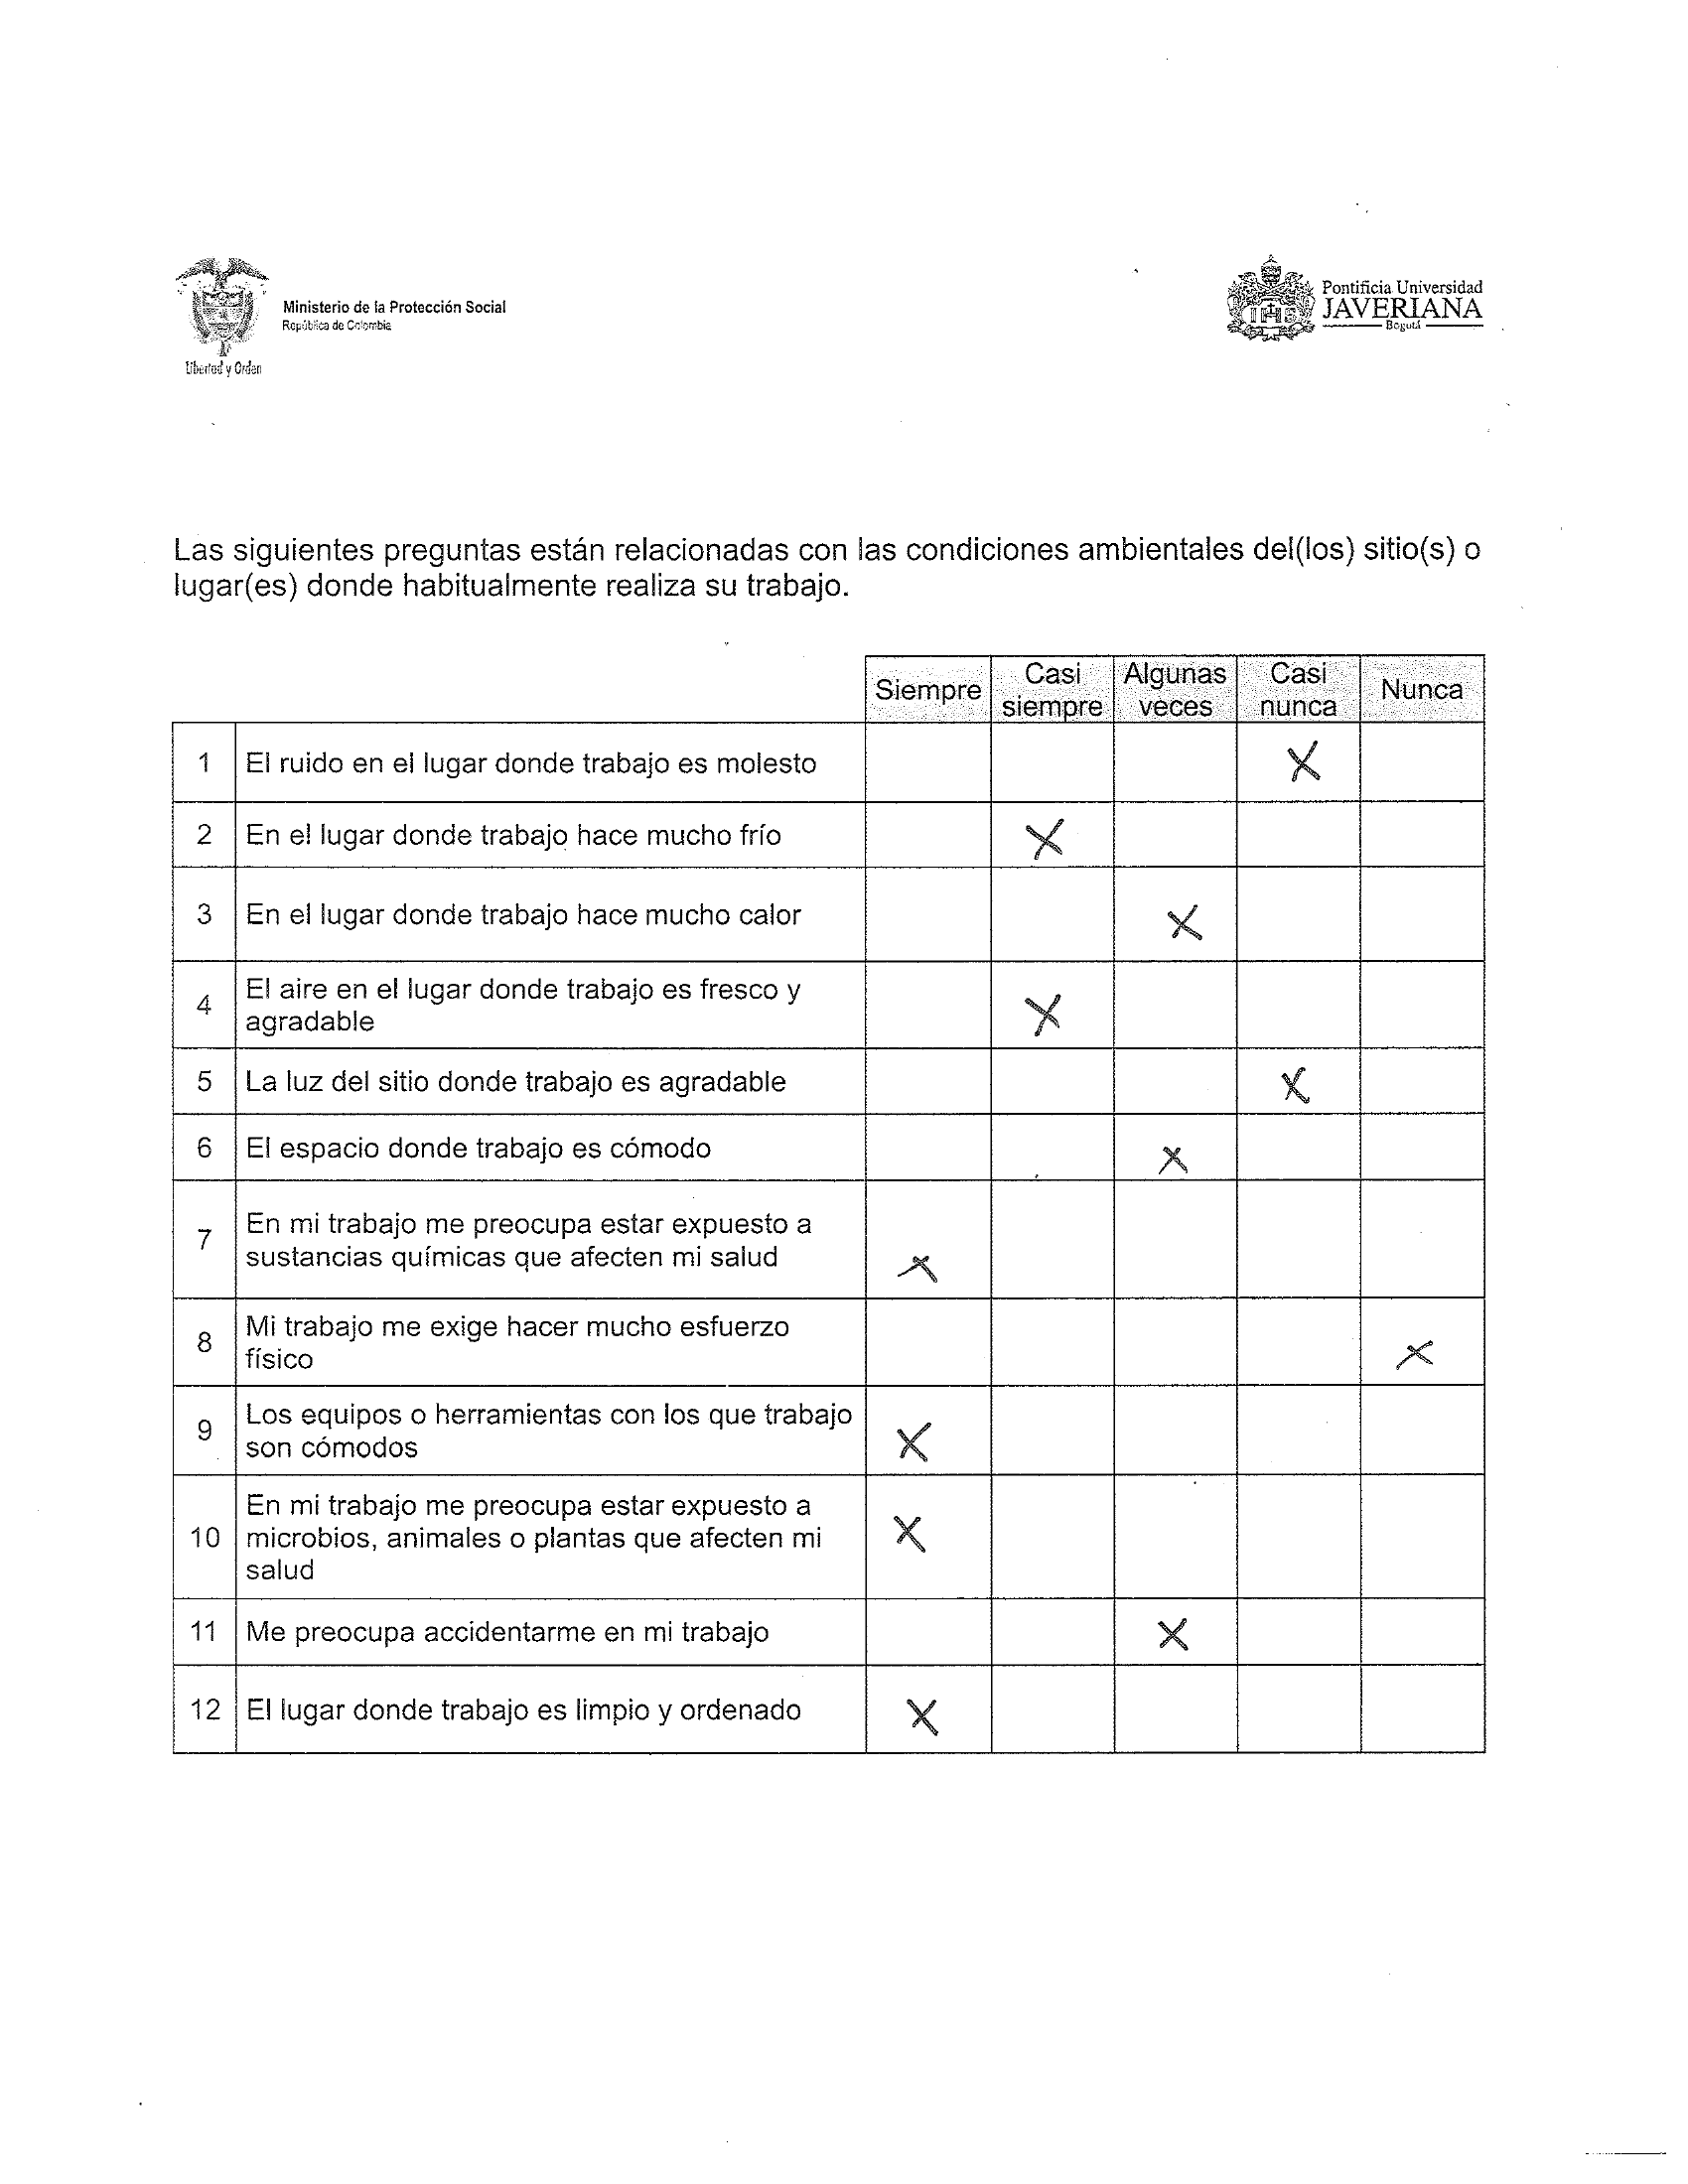 Ministerio de la Protección Social
República de Colombia
Libertad y Orden
Pontificia Universidad
JAVERIANA
Bogotá
Las siguientes preguntas están relacionadas con las condiciones ambientales del(los) sitio(s) o
lugar(es) donde habitualmente realiza su trabajo.
Siempre Casi siempre Algunas veces Casi nunca Nunca
1 El ruido en el lugar donde trabajo es molesto X
2 En el lugar donde trabajo hace mucho frío X
3 En el lugar donde trabajo hace mucho calor X
4 El aire en el lugar donde trabajo es fresco y
agradable X
5 La luz del sitio donde trabajo es agradable X
6 El espacio donde trabajo es cómodo X
7 En mi trabajo me preocupa estar expuesto a
sustancias químicas que afecten mi salud X
8 Mi trabajo me exige hacer mucho esfuerzo
físico X
9 Los equipos o herramientas con los que trabajo
son cómodos X
10 En mi trabajo me preocupa estar expuesto a
microbios, animales o plantas que afecten mi
salud X
11 Me preocupa accidentarme en mi trabajo X
12 El lugar donde trabajo es limpio y ordenado X